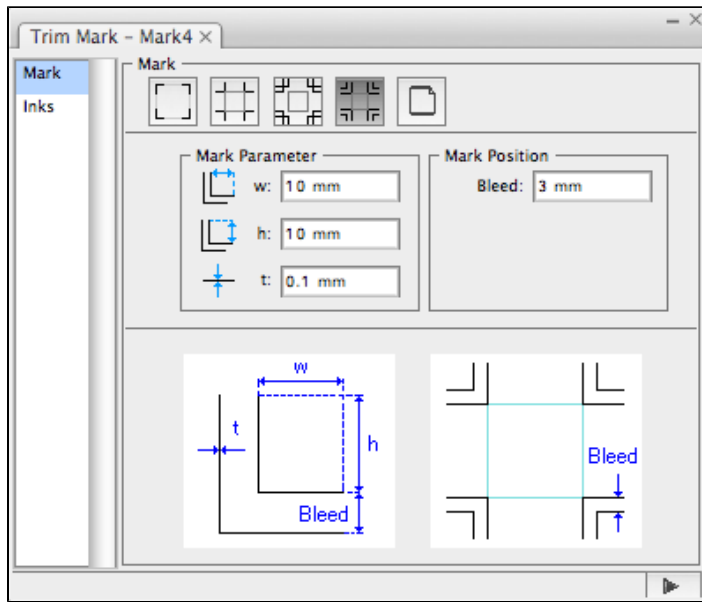 Trim Mark - Mark4
Mark
Inks
Mark
Mark Parameter
w: 10 mm
h: 10 mm
t: 0.1 mm
Mark Position
Bleed: 3 mm
w
t
h
Bleed
Bleed